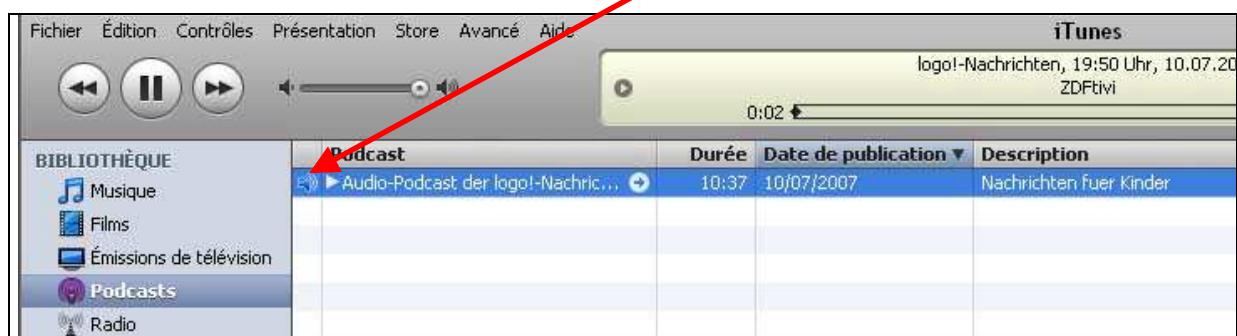 Fichier Édition Contrôles Présentation Store Avancé Aide
iTunes
logo!-Nachrichten, 19:50 Uhr, 10.07.20
ZDFtivi
0:02
BIBLIOTHÈQUE
Musique
Films
Émissions de télévision
Podcasts
Radio
Podcast Durée Date de publication Description
Audio-Podcast der logo!-Nachric... 10:37 10/07/2007 Nachrichten fuer Kinder